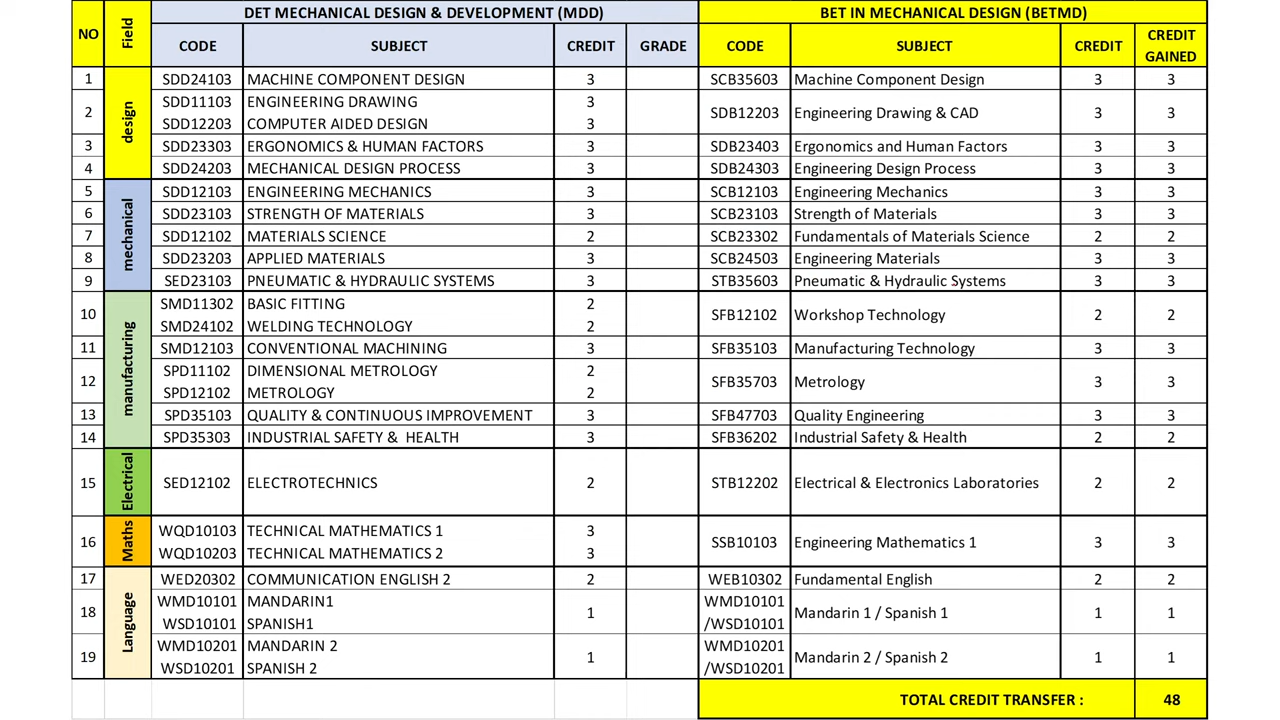 DET MECHANICAL DESIGN & DEVELOPMENT (MDD) BET IN MECHANICAL DESIGN (BETMD)
NO Field CODE SUBJECT CREDIT GRADE CODE SUBJECT CREDIT CREDIT GAINED
design
1 SDD24103 MACHINE COMPONENT DESIGN 3 SCB35603 Machine Component Design 3 3
2 SDD11103 ENGINEERING DRAWING 3 SDB12203 Engineering Drawing & CAD 3 3
SDD12203 COMPUTER AIDED DESIGN 3
3 SDD23303 ERGONOMICS & HUMAN FACTORS 3 SDB23403 Ergonomics and Human Factors 3 3
4 SDD24203 MECHANICAL DESIGN PROCESS 3 SDB24303 Engineering Design Process 3 3
mechanical
5 SDD12103 ENGINEERING MECHANICS 3 SCB12103 Engineering Mechanics 3 3
6 SDD23103 STRENGTH OF MATERIALS 3 SCB23103 Strength of Materials 3 3
7 SDD12102 MATERIALS SCIENCE 2 SCB23302 Fundamentals of Materials Science 2 2
8 SDD23203 APPLIED MATERIALS 3 SCB24503 Engineering Materials 3 3
9 SED23103 PNEUMATIC & HYDRAULIC SYSTEMS 3 STB35603 Pneumatic & Hydraulic Systems 3 3
manufacturing
10 SMD11302 BASIC FITTING 2 SFB12102 Workshop Technology 2 2
SMD24102 WELDING TECHNOLOGY 2
11 SMD12103 CONVENTIONAL MACHINING 3 SFB35103 Manufacturing Technology 3 3
12 SPD11102 DIMENSIONAL METROLOGY 2 SFB35703 Metrology 3 3
SPD12102 METROLOGY 2
13 SPD35103 QUALITY & CONTINUOUS IMPROVEMENT 3 SFB47703 Quality Engineering 3 3
14 SPD35303 INDUSTRIAL SAFETY & HEALTH 3 SFB36202 Industrial Safety & Health 2 2
Electrical
15 SED12102 ELECTROTECHNICS 2 STB12202 Electrical & Electronics Laboratories 2 2
Maths
16 WQD10103 TECHNICAL MATHEMATICS 1 3 SSB10103 Engineering Mathematics 1 3 3
WQD10203 TECHNICAL MATHEMATICS 2 3
Language
17 WED20302 COMMUNICATION ENGLISH 2 2 WEB10302 Fundamental English 2 2
18 WMD10101 MANDARIN1 1 WMD10101 Mandarin 1 / Spanish 1 1 1
WSD10101 SPANISH1 /WSD10101
19 WMD10201 MANDARIN 2 1 WMD10201 Mandarin 2 / Spanish 2 1 1
WSD10201 SPANISH 2 /WSD10201
TOTAL CREDIT TRANSFER : 48